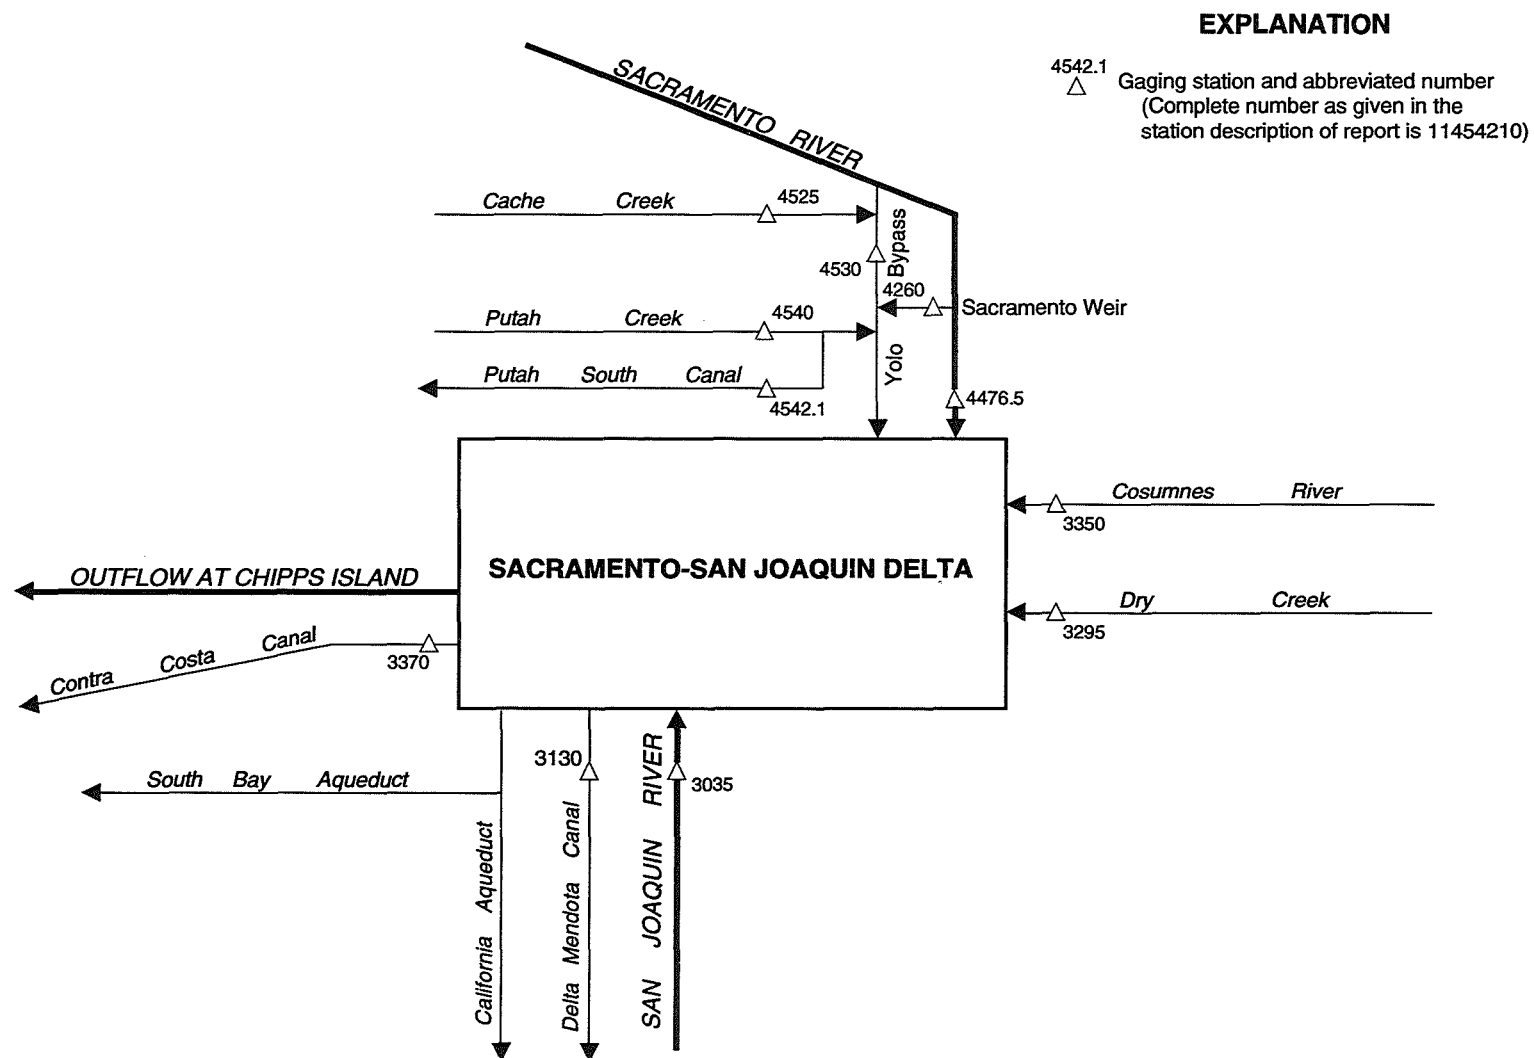 EXPLANATION
4542.1
Gaging station and abbreviated number
(Complete number as given in the
station description of report is 11454210)
SACRAMENTO RIVER
Cache Creek
4525
4530
Bypass
4260
Sacramento Weir
Putah Creek
4540
Yolo
Putah South Canal
4542.1
4476.5
Cosumnes River
3350
SACRAMENTO-SAN JOAQUIN DELTA
OUTFLOW AT CHIPPS ISLAND
Dry Creek
3295
Contra Costa Canal
3370
3130
3035
South Bay Aqueduct
California Aqueduct
Delta Mendota Canal
SAN JOAQUIN RIVER